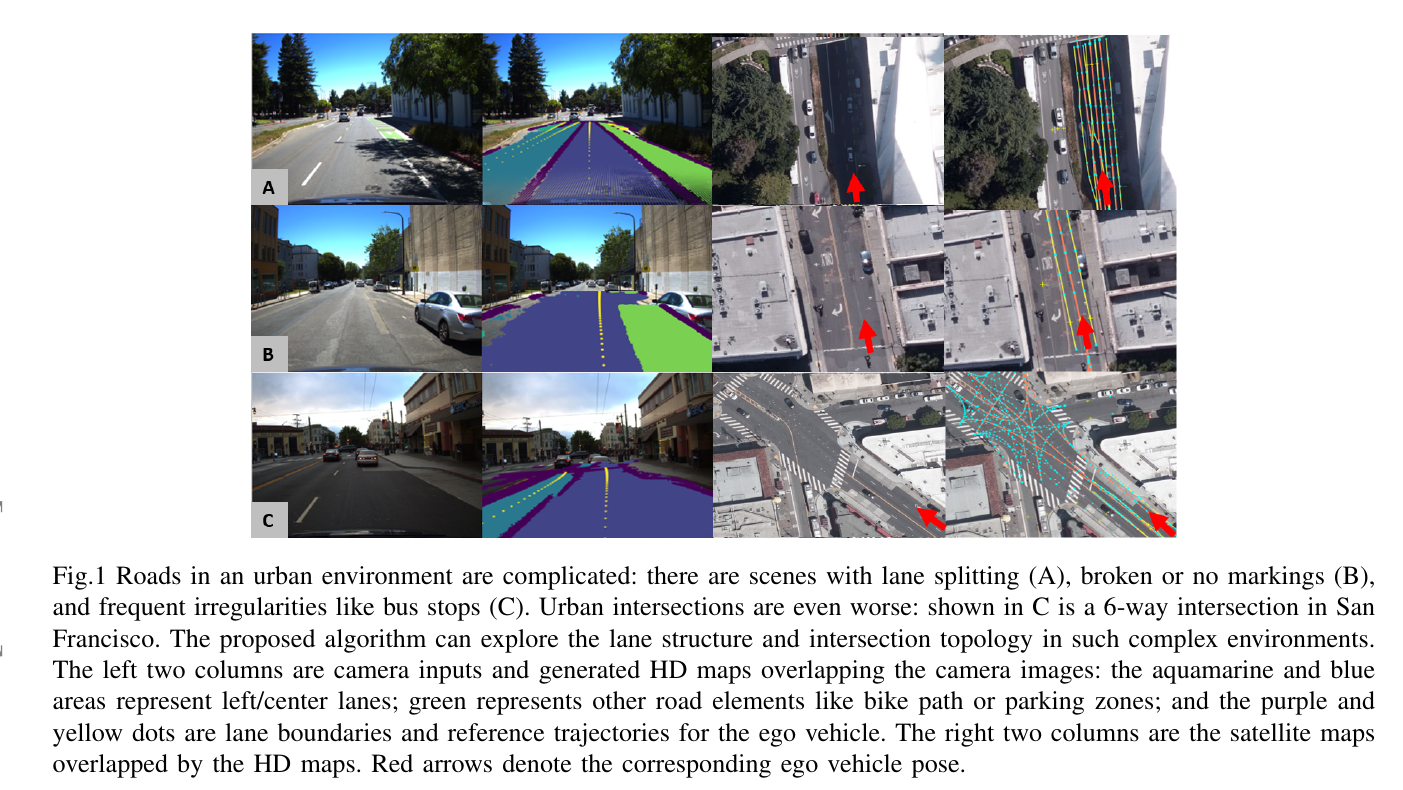 A
B
C
Fig.1 Roads in an urban environment are complicated: there are scenes with lane splitting (A), broken or no markings (B),
and frequent irregularities like bus stops (C). Urban intersections are even worse: shown in C is a 6-way intersection in San
Francisco. The proposed algorithm can explore the lane structure and intersection topology in such complex environments.
The left two columns are camera inputs and generated HD maps overlapping the camera images: the aquamarine and blue
areas represent left/center lanes; green represents other road elements like bike path or parking zones; and the purple and
yellow dots are lane boundaries and reference trajectories for the ego vehicle. The right two columns are the satellite maps
overlapped by the HD maps. Red arrows denote the corresponding ego vehicle pose.